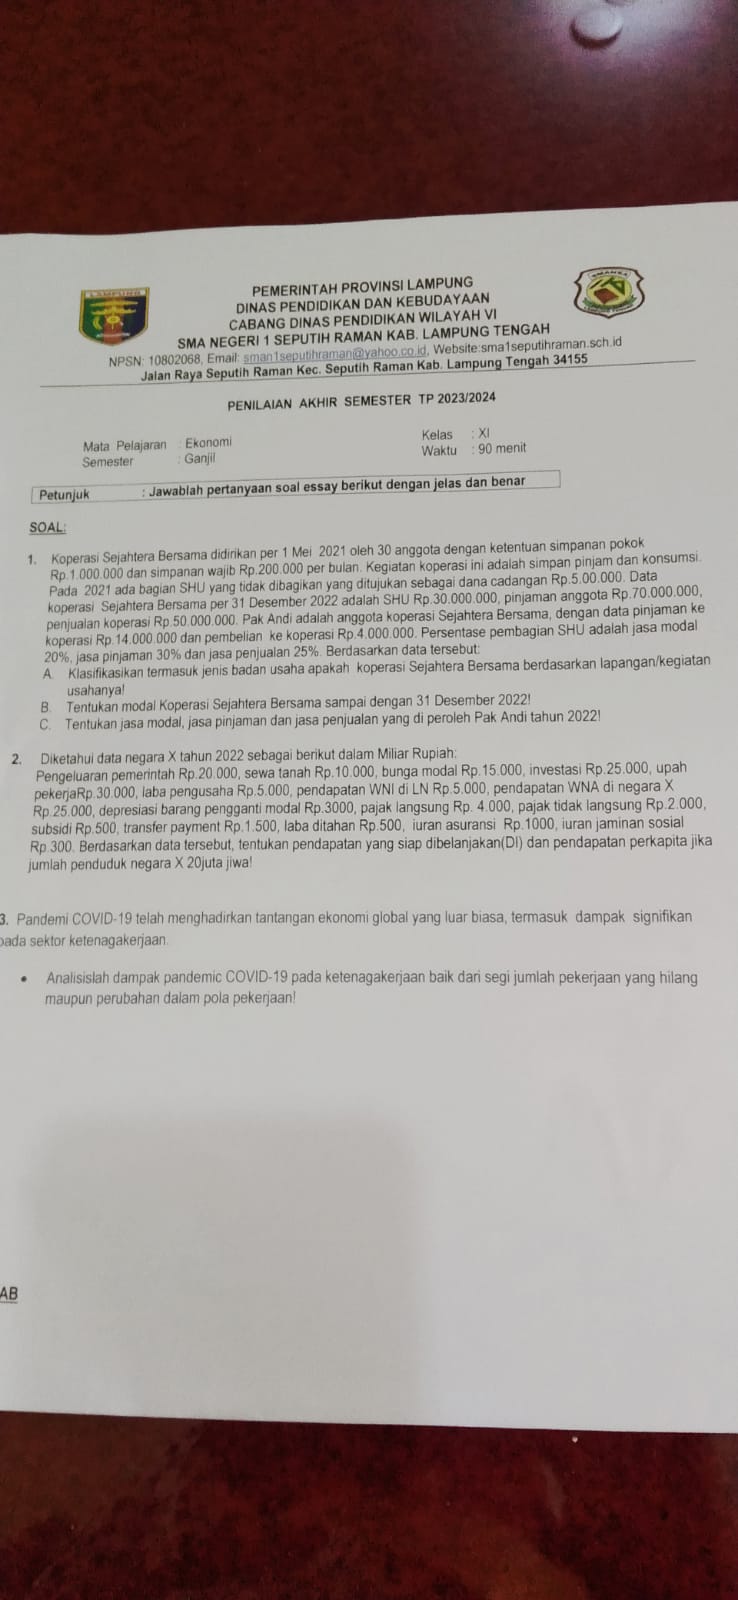 LAMPUNG
SMANSA
PEMERINTAH PROVINSI LAMPUNG
DINAS PENDIDIKAN DAN KEBUDAYAAN
CABANG DINAS PENDIDIKAN WILAYAH VI
SMA NEGERI 1 SEPUTIH RAMAN KAB. LAMPUNG TENGAH
NPSN: 10802068, Email: sman1seputihraman@yahoo.co.id, Website:sma1seputihraman.sch.id
Jalan Raya Seputih Raman Kec. Seputih Raman Kab. Lampung Tengah 34155
PENILAIAN AKHIR SEMESTER TP 2023/2024
Mata Pelajaran : Ekonomi Kelas : XI
Semester : Ganjil Waktu : 90 menit
Petunjuk : Jawablah pertanyaan soal essay berikut dengan jelas dan benar
SOAL:
1. Koperasi Sejahtera Bersama didirikan per 1 Mei 2021 oleh 30 anggota dengan ketentuan simpanan pokok
Rp.1.000.000 dan simpanan wajib Rp.200.000 per bulan. Kegiatan koperasi ini adalah simpan pinjam dan konsumsi.
Pada 2021 ada bagian SHU yang tidak dibagikan yang ditujukan sebagai dana cadangan Rp.5.00.000. Data
koperasi Sejahtera Bersama per 31 Desember 2022 adalah SHU Rp.30.000.000, pinjaman anggota Rp.70.000.000,
penjualan koperasi Rp.50.000.000. Pak Andi adalah anggota koperasi Sejahtera Bersama, dengan data pinjaman ke
koperasi Rp.14.000.000 dan pembelian ke koperasi Rp.4.000.000. Persentase pembagian SHU adalah jasa modal
20%, jasa pinjaman 30% dan jasa penjualan 25%. Berdasarkan data tersebut:
A. Klasifikasikan termasuk jenis badan usaha apakah koperasi Sejahtera Bersama berdasarkan lapangan/kegiatan
usahanya!
B. Tentukan modal Koperasi Sejahtera Bersama sampai dengan 31 Desember 2022!
C. Tentukan jasa modal, jasa pinjaman dan jasa penjualan yang di peroleh Pak Andi tahun 2022!
2. Diketahui data negara X tahun 2022 sebagai berikut dalam Miliar Rupiah:
Pengeluaran pemerintah Rp.20.000, sewa tanah Rp.10.000, bunga modal Rp.15.000, investasi Rp.25.000, upah
pekerjaRp.30.000, laba pengusaha Rp.5.000, pendapatan WNI di LN Rp.5.000, pendapatan WNA di negara X
Rp.25.000, depresiasi barang pengganti modal Rp.3000, pajak langsung Rp. 4.000, pajak tidak langsung Rp.2.000,
subsidi Rp.500, transfer payment Rp.1.500, laba ditahan Rp.500, iuran asuransi Rp.1000, iuran jaminan sosial
Rp.300. Berdasarkan data tersebut, tentukan pendapatan yang siap dibelanjakan(DI) dan pendapatan perkapita jika
jumlah penduduk negara X 20juta jiwa!
3. Pandemi COVID-19 telah menghadirkan tantangan ekonomi global yang luar biasa, termasuk dampak signifikan
pada sektor ketenagakerjaan.
• Analisislah dampak pandemic COVID-19 pada ketenagakerjaan baik dari segi jumlah pekerjaan yang hilang
maupun perubahan dalam pola pekerjaan!
AB